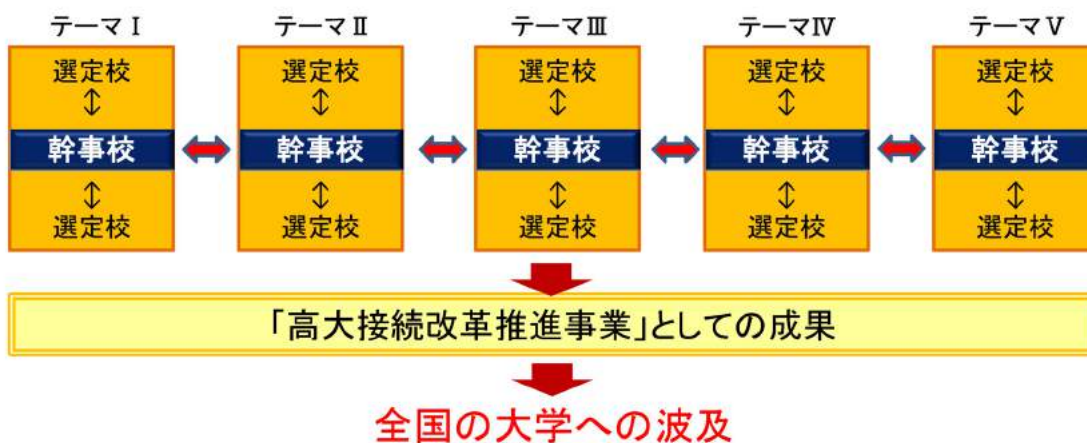 テーマⅠ テーマⅡ テーマⅢ テーマⅣ テーマⅤ
選定校 選定校 選定校 選定校 選定校
幹事校 幹事校 幹事校 幹事校 幹事校
選定校 選定校 選定校 選定校 選定校
「高大接続改革推進事業」としての成果
全国の大学への波及